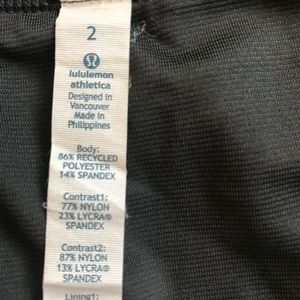 2
lululemon
athletica
Designed in
Vancouver
Made in
Philippines
Body:
86% RECYCLED
POLYESTER
14% SPANDEX
Contrast1:
77% NYLON
23% LYCRA®
SPANDEX
Contrast2:
87% NYLON
13% LYCRA®
SPANDEX
Lining1: